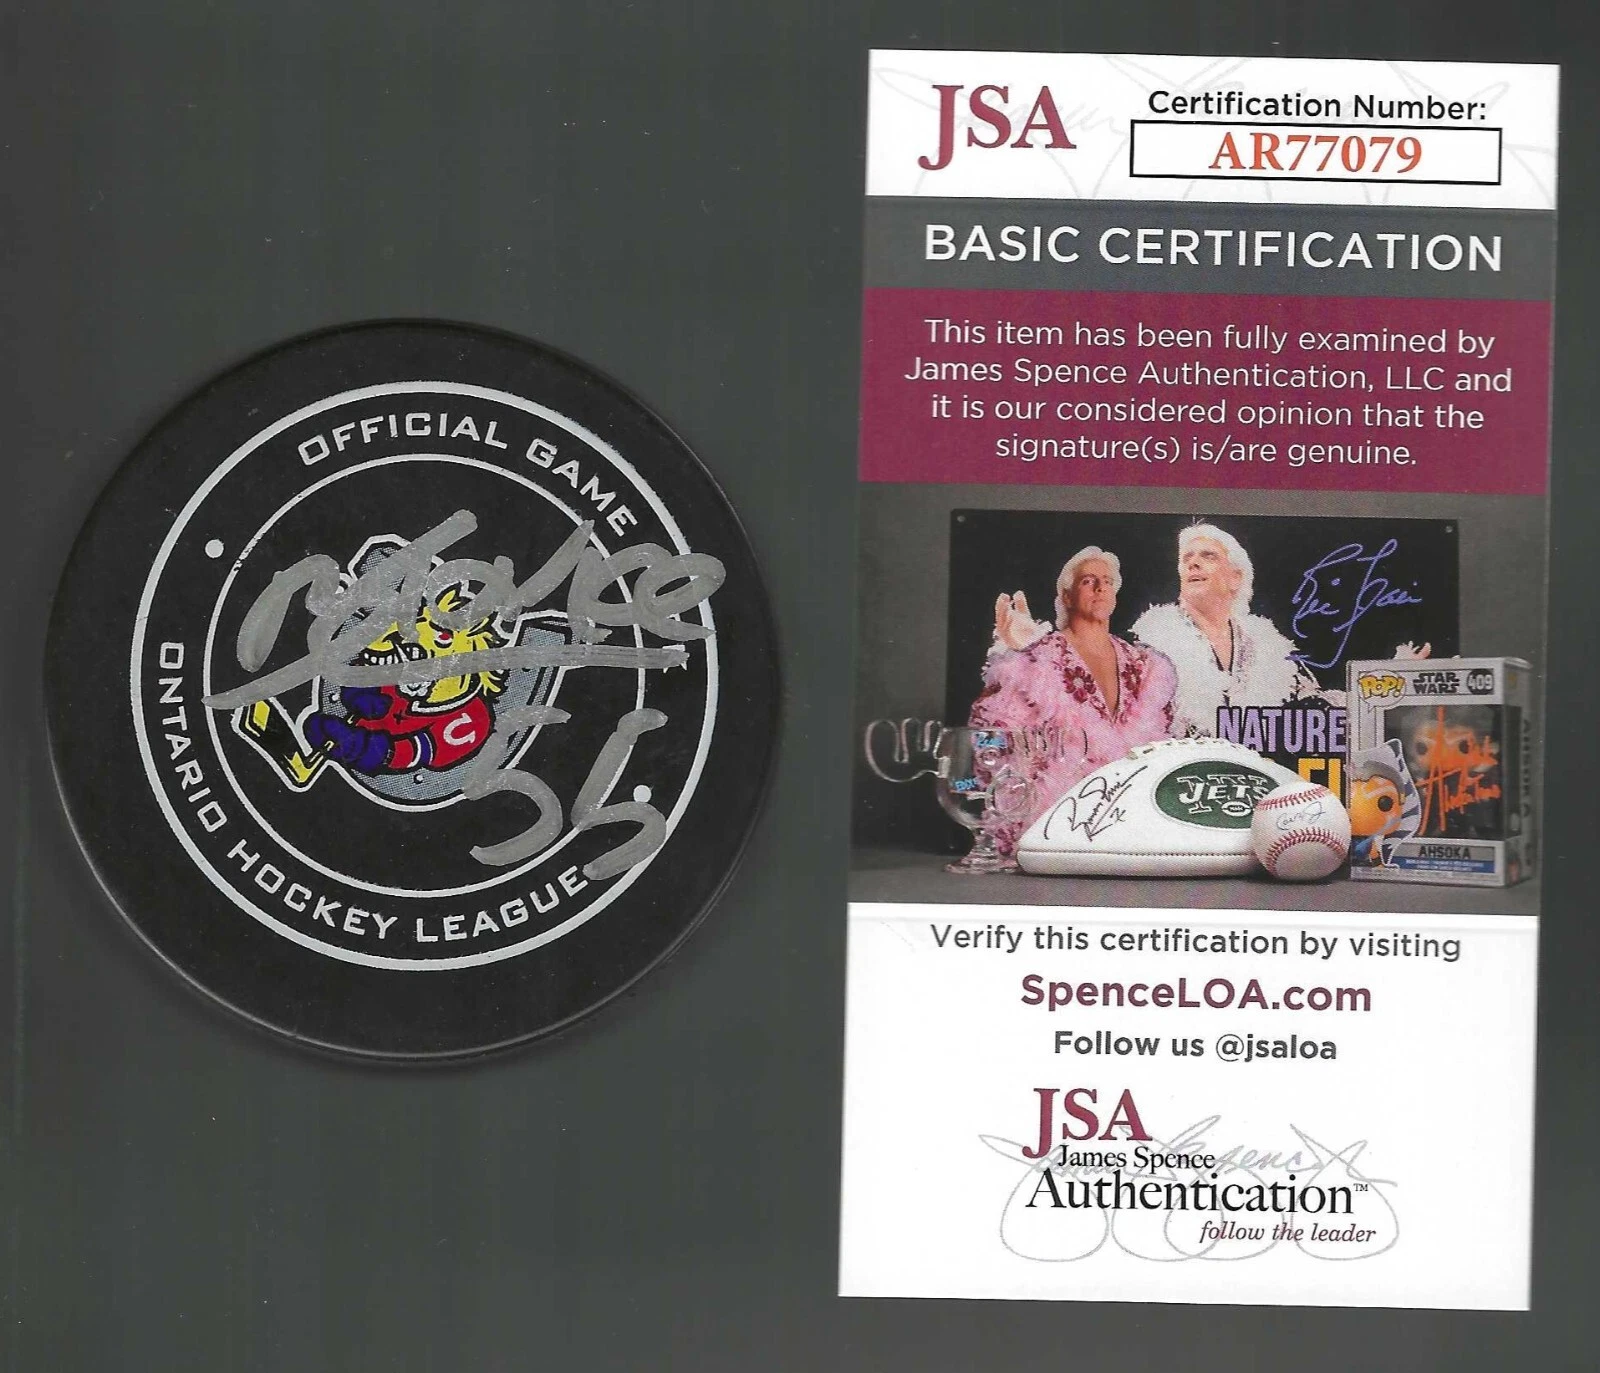 OFFICIAL GAME
ONTARIO HOCKEY LEAGUE
56
JSA
Certification Number:
AR77079
BASIC CERTIFICATION
This item has been fully examined by
James Spence Authentication, LLC and
it is our considered opinion that the
signature(s) is/are genuine.
NATURE
POP! STAR WARS 409
JETS
AHSOKA
Verify this certification by visiting
SpenceLOA.com
Follow us @jsaloa
JSA
James Spence
Authentication™
follow the leader